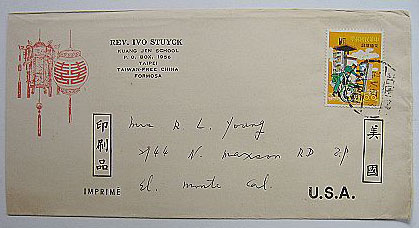 REV. IVO STUYCK
KUANG JEN SCHOOL
P. O. BOX, 1956
TAIPEI
TAIWAN-FREE CHINA
FORMOSA
印刷品
Mrs R. L. Young
2944 N. Maxson RD
El Monte Cal.
美國
IMPRIME
U.S.A.